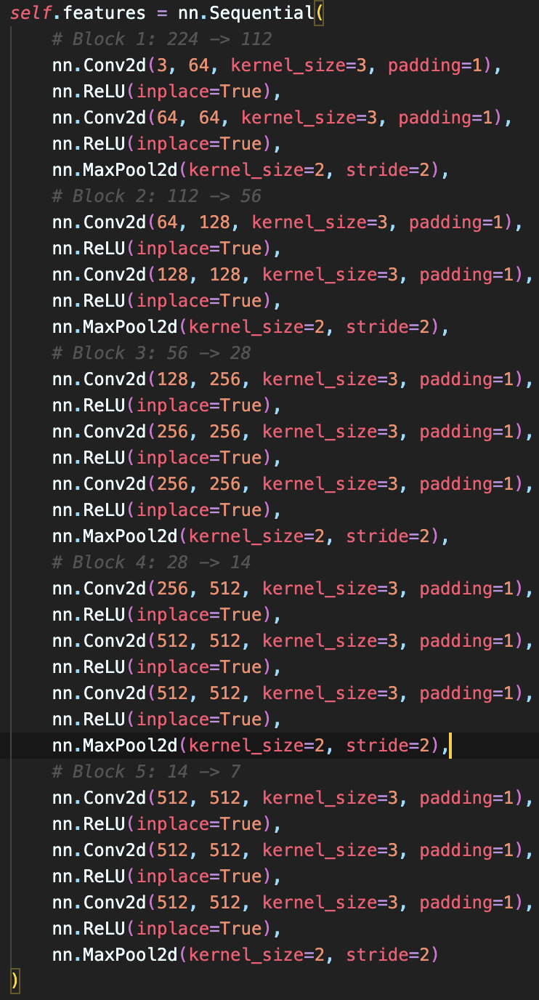 self.features = nn.Sequential(
# Block 1: 224 -> 112
nn.Conv2d(3, 64, kernel_size=3, padding=1),
nn.ReLU(inplace=True),
nn.Conv2d(64, 64, kernel_size=3, padding=1),
nn.ReLU(inplace=True),
nn.MaxPool2d(kernel_size=2, stride=2),
# Block 2: 112 -> 56
nn.Conv2d(64, 128, kernel_size=3, padding=1),
nn.ReLU(inplace=True),
nn.Conv2d(128, 128, kernel_size=3, padding=1),
nn.ReLU(inplace=True),
nn.MaxPool2d(kernel_size=2, stride=2),
# Block 3: 56 -> 28
nn.Conv2d(128, 256, kernel_size=3, padding=1),
nn.ReLU(inplace=True),
nn.Conv2d(256, 256, kernel_size=3, padding=1),
nn.ReLU(inplace=True),
nn.Conv2d(256, 256, kernel_size=3, padding=1),
nn.ReLU(inplace=True),
nn.MaxPool2d(kernel_size=2, stride=2),
# Block 4: 28 -> 14
nn.Conv2d(256, 512, kernel_size=3, padding=1),
nn.ReLU(inplace=True),
nn.Conv2d(512, 512, kernel_size=3, padding=1),
nn.ReLU(inplace=True),
nn.Conv2d(512, 512, kernel_size=3, padding=1),
nn.ReLU(inplace=True),
nn.MaxPool2d(kernel_size=2, stride=2),
# Block 5: 14 -> 7
nn.Conv2d(512, 512, kernel_size=3, padding=1),
nn.ReLU(inplace=True),
nn.Conv2d(512, 512, kernel_size=3, padding=1),
nn.ReLU(inplace=True),
nn.Conv2d(512, 512, kernel_size=3, padding=1),
nn.ReLU(inplace=True),
nn.MaxPool2d(kernel_size=2, stride=2)
)